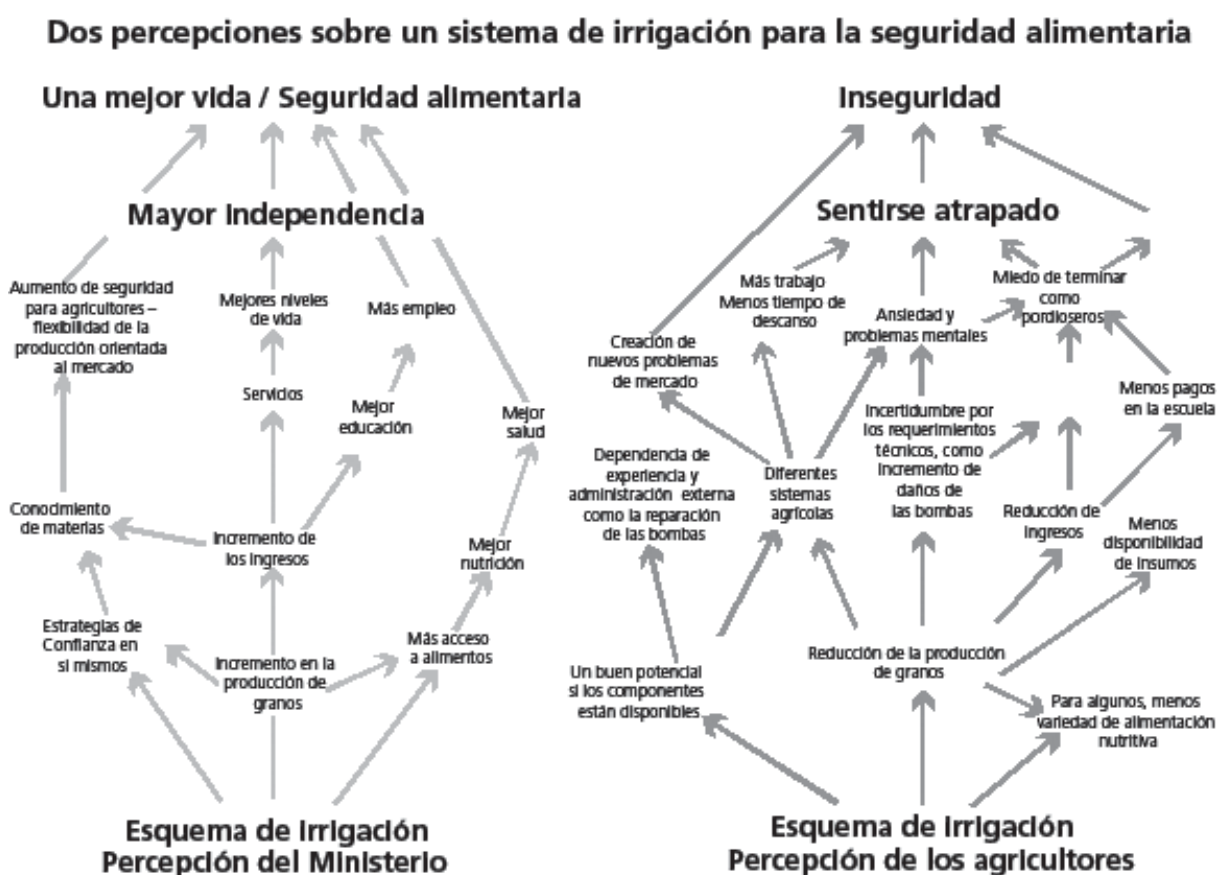 Dos percepciones sobre un sistema de irrigación para la seguridad alimentaria
Una mejor vida / Seguridad alimentaria
Mayor Independencia
Aumento de seguridad
para agricultores –
flexibilidad de la
producción orientada
al mercado
Mejores niveles
de vida
Más empleo
Servicios
Mejor
educación
Mejor
salud
Conocimiento
de materias
Incremento de
los Ingresos
Mejor
nutrición
Estrategias de
Confianza en
si mismos
Incremento en la
producción de
granos
Más acceso
a alimentos
Esquema de Irrigación
Percepción del Ministerio
Inseguridad
Sentirse atrapado
Más trabajo
Menos tiempo de
descanso
Ansiedad y
problemas mentales
Miedo de terminar
como
pordioseros
Creación de
nuevos problemas
de mercado
Menos pagos
en la escuela
Incertidumbre por
los requerimientos
técnicos, como
Incremento de
daños de
las bombas
Dependencia de
experiencia y
administración externa
como la reparación
de las bombas
Diferentes
sistemas
agrícolas
Reducción de
Ingresos
Menos
disponibilidad
de Insumos
Un buen potencial
si los componentes
están disponibles
Reducción de la producción
de granos
Para algunos, menos
variedad de alimentación
nutritiva
Esquema de Irrigación
Percepción de los agricultores